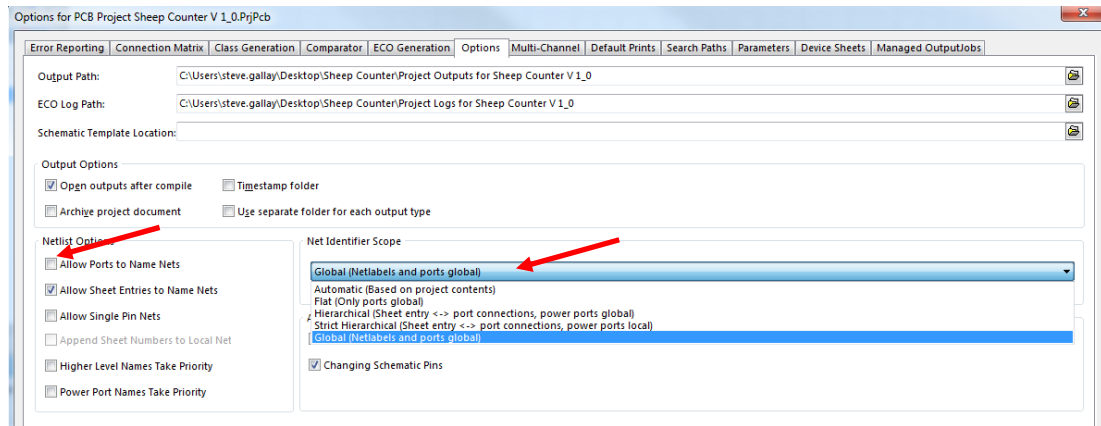 Options for PCB Project Sheep Counter V 1_0.PrjPcb
Error Reporting Connection Matrix Class Generation Comparator ECO Generation Options Multi-Channel Default Prints Search Paths Parameters Device Sheets Managed OutputJobs
Output Path: C:\Users\steve.gallay\Desktop\Sheep Counter\Project Outputs for Sheep Counter V 1_0
ECO Log Path: C:\Users\steve.gallay\Desktop\Sheep Counter\Project Logs for Sheep Counter V 1_0
Schematic Template Location:
Output Options
Open outputs after compile Timestamp folder
Archive project document Use separate folder for each output type
Netlist Options Net Identifier Scope
Allow Ports to Name Nets Global (Netlabels and ports global)
Automatic (Based on project contents)
Allow Sheet Entries to Name Nets Flat (Only ports global)
Hierarchical (Sheet entry <-> port connections, power ports global)
Allow Single Pin Nets Strict Hierarchical (Sheet entry <-> port connections, power ports local)
Append Sheet Numbers to Local Net Global (Netlabels and ports global)
Higher Level Names Take Priority Changing Schematic Pins
Power Port Names Take Priority